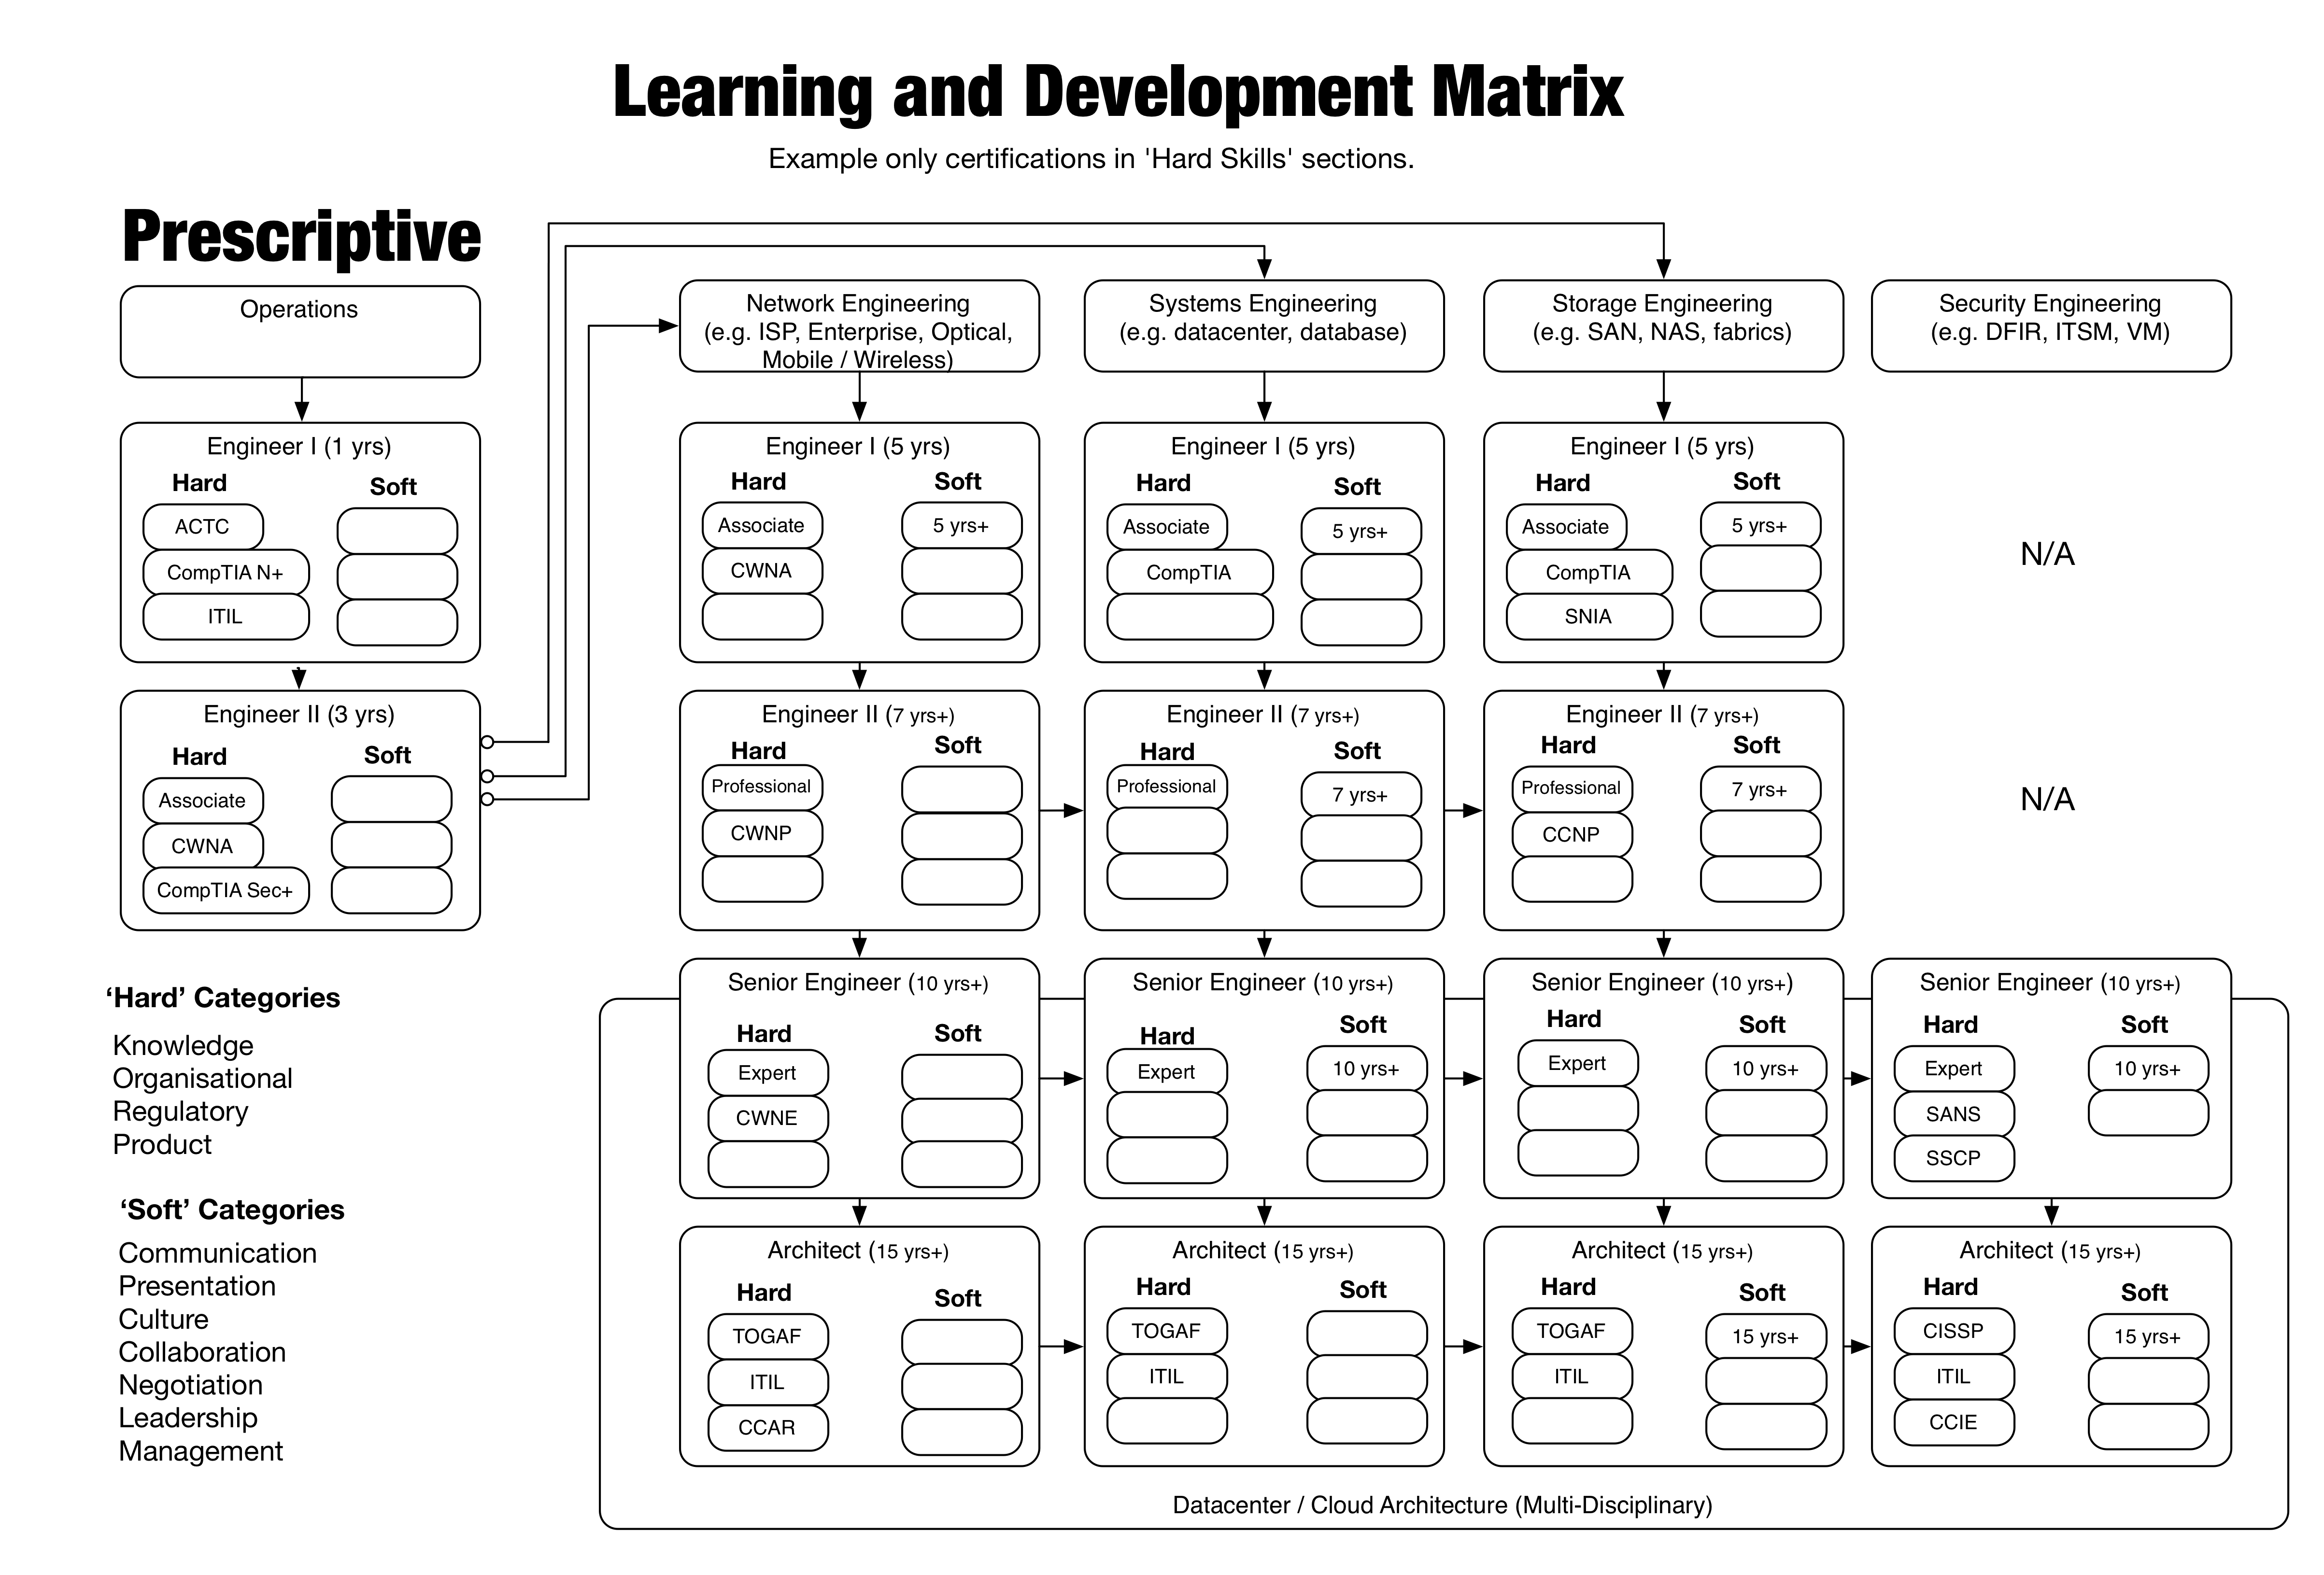 Learning and Development Matrix
Example only certifications in 'Hard Skills' sections.
Prescriptive
Operations
Network Engineering
(e.g. ISP, Enterprise, Optical,
Mobile / Wireless)
Systems Engineering
(e.g. datacenter, database)
Storage Engineering
(e.g. SAN, NAS, fabrics)
Security Engineering
(e.g. DFIR, ITSM, VM)
Engineer I (1 yrs)
Hard
Soft
ACTC
CompTIA N+
ITIL
Engineer I (5 yrs)
Hard
Soft
Associate
5 yrs+
CWNA
Engineer I (5 yrs)
Hard
Soft
Associate
5 yrs+
CompTIA
Engineer I (5 yrs)
Hard
Soft
Associate
5 yrs+
CompTIA
SNIA
N/A
Engineer II (3 yrs)
Hard
Soft
Associate
CWNA
CompTIA Sec+
Engineer II (7 yrs+)
Hard
Soft
Professional
CWNP
Engineer II (7 yrs+)
Hard
Soft
Professional
7 yrs+
Engineer II (7 yrs+)
Hard
Soft
Professional
7 yrs+
CCNP
N/A
‘Hard’ Categories
Knowledge
Organisational
Regulatory
Product
‘Soft’ Categories
Communication
Presentation
Culture
Collaboration
Negotiation
Leadership
Management
Senior Engineer (10 yrs+)
Hard
Soft
Expert
CWNE
Senior Engineer (10 yrs+)
Hard
Soft
Expert
10 yrs+
Senior Engineer (10 yrs+)
Hard
Soft
Expert
10 yrs+
Senior Engineer (10 yrs+)
Hard
Soft
Expert
10 yrs+
SANS
SSCP
Architect (15 yrs+)
Hard
Soft
TOGAF
ITIL
CCAR
Architect (15 yrs+)
Hard
Soft
TOGAF
ITIL
Architect (15 yrs+)
Hard
Soft
TOGAF
15 yrs+
ITIL
Architect (15 yrs+)
Hard
Soft
CISSP
15 yrs+
ITIL
CCIE
Datacenter / Cloud Architecture (Multi-Disciplinary)